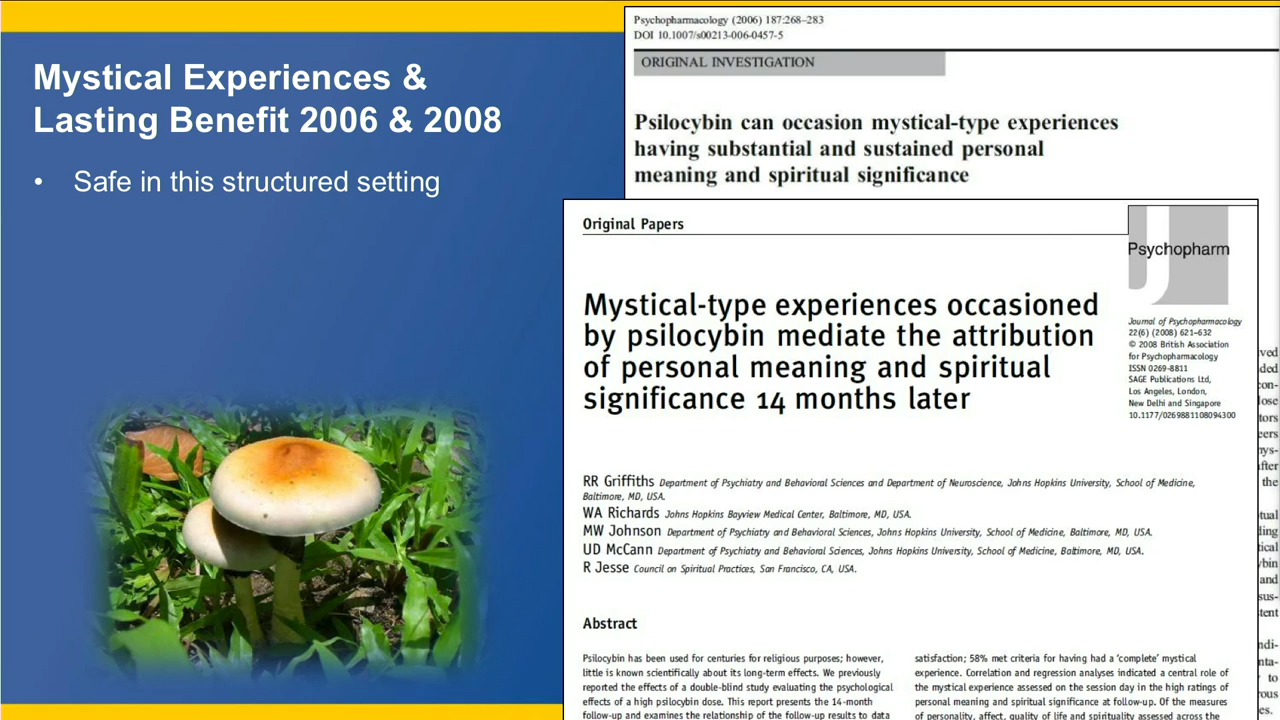 Mystical Experiences &
Lasting Benefit 2006 & 2008
• Safe in this structured setting
Psychopharmacology (2006) 187:268–283
DOI 10.1007/s00213-006-0457-5
ORIGINAL INVESTIGATION
Psilocybin can occasion mystical-type experiences
having substantial and sustained personal
meaning and spiritual significance
Original Papers
Psychopharm
Mystical-type experiences occasioned
by psilocybin mediate the attribution
of personal meaning and spiritual
significance 14 months later
Journal of Psychopharmacology
22(6) (2008) 621–632
© 2008 British Association
for Psychopharmacology
ISSN 0269-8811
SAGE Publications Ltd,
Los Angeles, London,
New Delhi and Singapore
10.1177/0269881108094300
RR Griffiths Department of Psychiatry and Behavioral Sciences and Department of Neuroscience, Johns Hopkins University, School of Medicine,
Baltimore, MD, USA.
WA Richards Johns Hopkins Bayview Medical Center, Baltimore, MD, USA.
MW Johnson Department of Psychiatry and Behavioral Sciences, Johns Hopkins University, School of Medicine, Baltimore, MD, USA.
UD McCann Department of Psychiatry and Behavioral Sciences, Johns Hopkins University, School of Medicine, Baltimore, MD, USA.
R Jesse Council on Spiritual Practices, San Francisco, CA, USA.
Abstract
Psilocybin has been used for centuries for religious purposes; however,
little is known scientifically about its long-term effects. We previously
reported the effects of a double-blind study evaluating the psychological
effects of a high psilocybin dose. This report presents the 14-month
follow-up and examines the relationship of the follow-up results to data
satisfaction; 58% met criteria for having had a ‘complete’ mystical
experience. Correlation and regression analyses indicated a central role of
the mystical experience assessed on the session day in the high ratings of
personal meaning and spiritual significance at follow-up. Of the measures
of personality, affect, quality of life and spirituality assessed across the